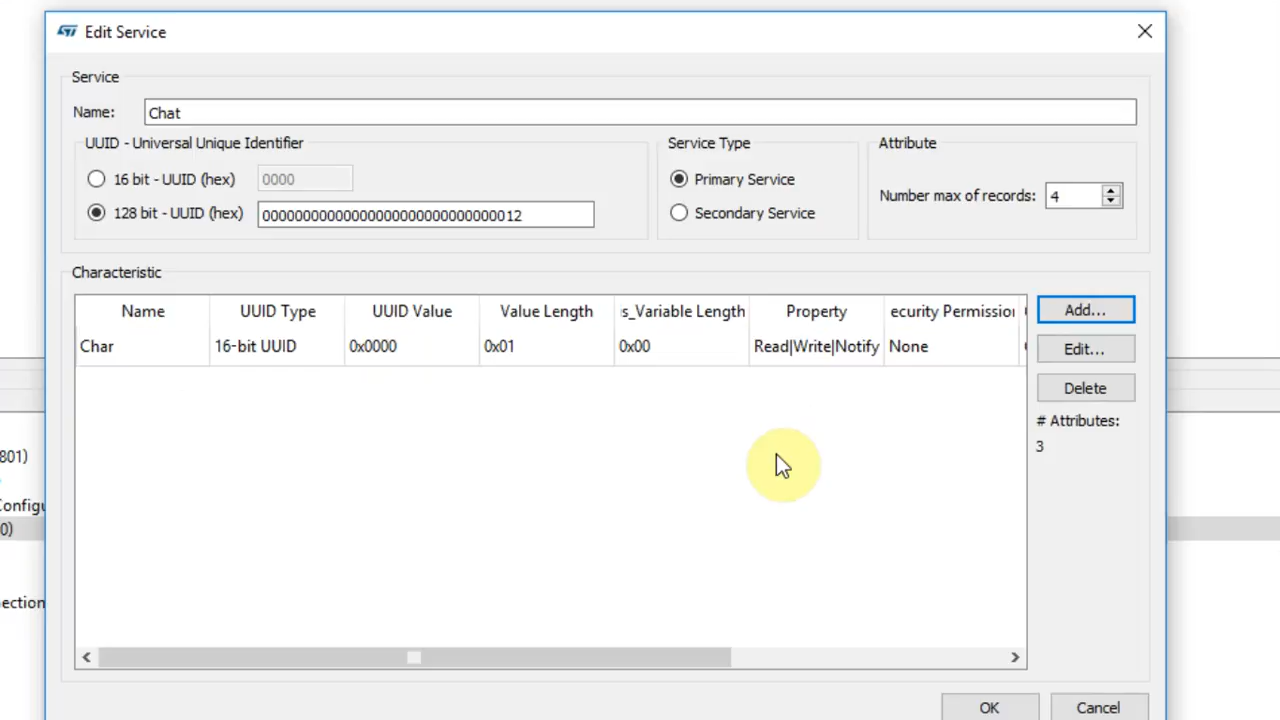 Edit Service
Service
Name: Chat
UUID - Universal Unique Identifier Service Type Attribute
16 bit - UUID (hex) 0000 Primary Service Number max of records: 4
128 bit - UUID (hex) 00000000000000000000000000000012 Secondary Service
Characteristic
Name UUID Type UUID Value Value Length s_Variable Length Property ecurity Permission Add...
Char 16-bit UUID 0x0000 0x01 0x00 Read|Write|Notify None Edit...
Delete
# Attributes:
3
801)
Configu
0)
ection
OK Cancel